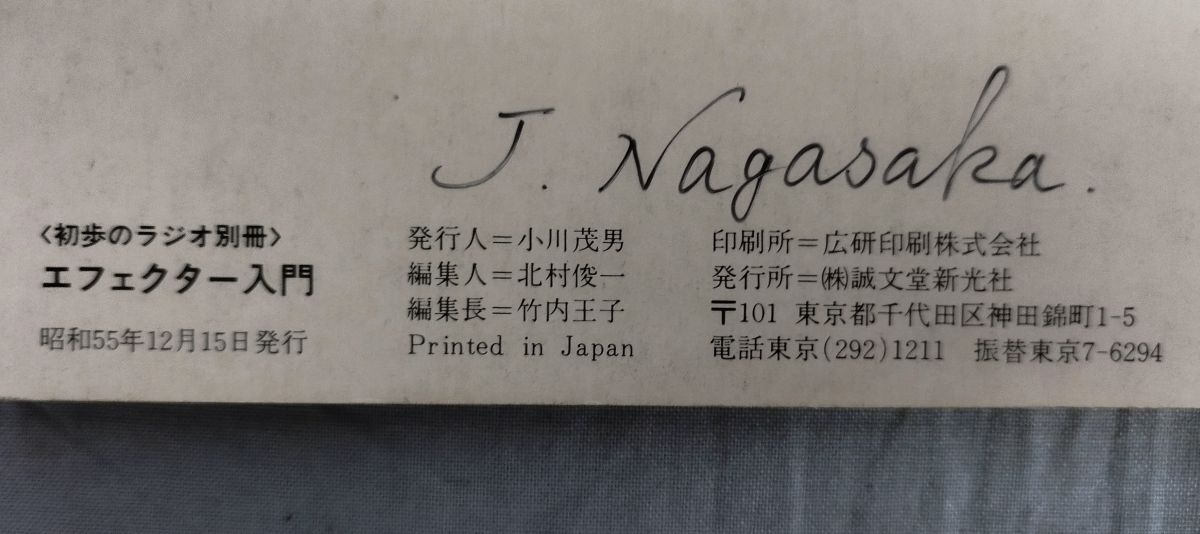 J. Nagasaka.
〈初歩のラジオ別冊〉
エフェクター入門
昭和55年12月15日発行
発行人＝小川茂男
編集人＝北村俊一
編集長＝竹内王子
Printed in Japan
印刷所＝広研印刷株式会社
発行所＝㈱誠文堂新光社
〒101 東京都千代田区神田錦町1-5
電話東京(292)1211 振替東京7-6294